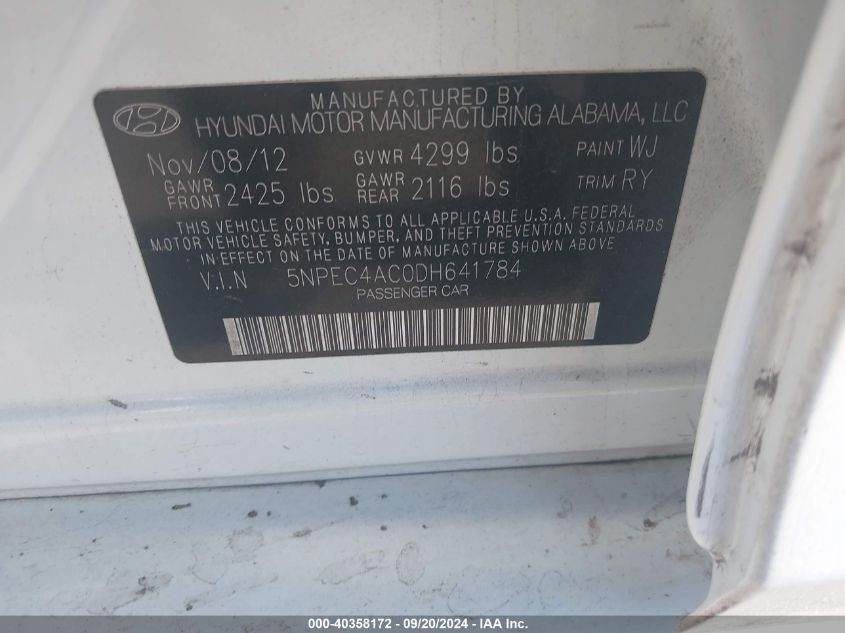 MANUFACTURED BY
HYUNDAI MOTOR MANUFACTURING ALABAMA, LLC
Nov/08/12 GVWR 4299 lbs PAINT WJ
GAWR FRONT 2425 lbs GAWR REAR 2116 lbs TRIM RY
THIS VEHICLE CONFORMS TO ALL APPLICABLE U.S.A. FEDERAL
MOTOR VEHICLE SAFETY, BUMPER, AND THEFT PREVENTION STANDARDS
IN EFFECT ON THE DATE OF MANUFACTURE SHOWN ABOVE
V.I.N 5NPEC4AC0DH641784
PASSENGER CAR
000-40358172 - 09/20/2024 - IAA Inc.